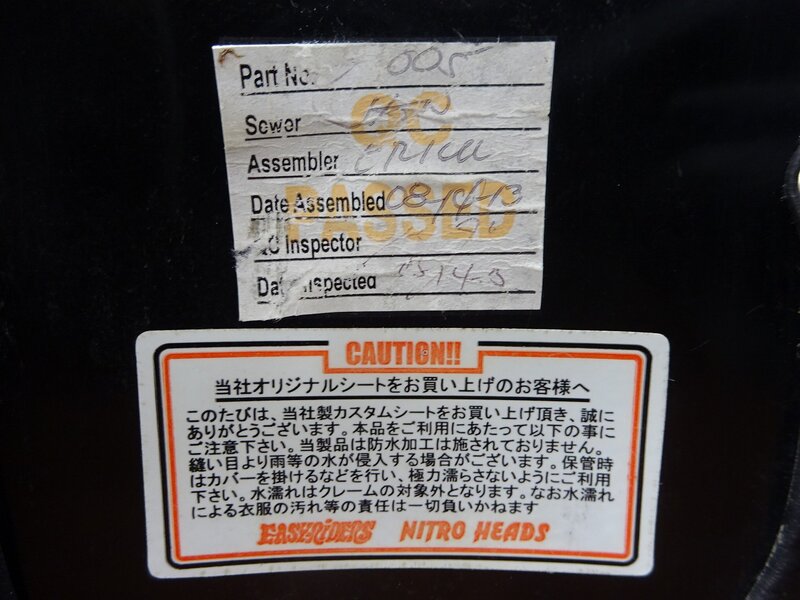 Part No. 005
Sewer
Assembler ERIKA
Date Assembled 08-14-13
QC Inspector
Date Inspected 14-13
QC
PASSED
CAUTION!!
当社オリジナルシートをお買い上げのお客様へ
このたびは、当社製カスタムシートをお買い上げ頂き、誠に
ありがとうございます。本品をご利用にあたって以下の事に
ご注意下さい。当製品は防水加工は施されておりません。
縫い目より雨等の水が侵入する場合がございます。保管時
はカバーを掛けるなどを行い、極力濡らさないようにご利用
下さい。水濡れはクレームの対象外となります。なお水濡れ
による衣服の汚れ等の責任は一切負いかねます
EASYRIDERS NITRO HEADS